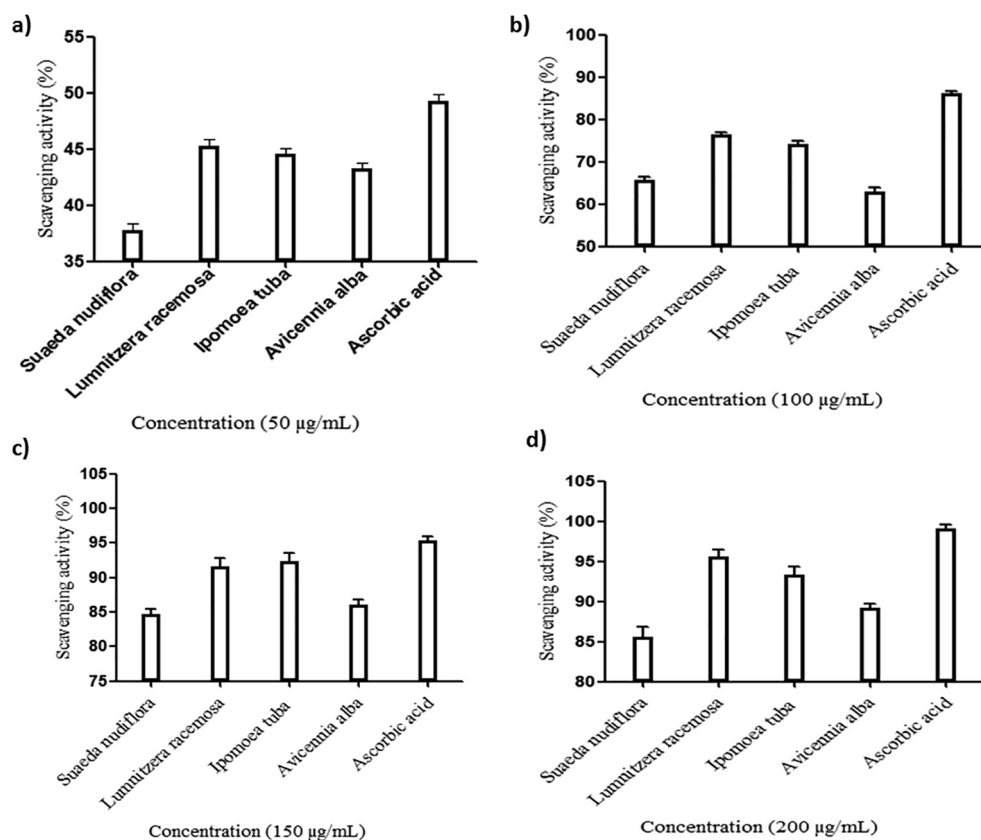 a)
Scavenging activity (%)
55
50
45
40
35
Suaeda nudiflora
Lumnitzera racemosa
Ipomoea tuba
Avicennia alba
Ascorbic acid
Concentration (50 µg/mL)
b)
Scavenging activity (%)
100
90
80
70
60
50
Suaeda nudiflora
Lumnitzera racemosa
Ipomoea tuba
Avicennia alba
Ascorbic acid
Concentration (100 µg/mL)
c)
Scavenging activity (%)
105
100
95
90
85
80
75
Suaeda nudiflora
Lumnitzera racemosa
Ipomoea tuba
Avicennia alba
Ascorbic acid
Concentration (150 µg/mL)
d)
Scavenging activity (%)
105
100
95
90
85
80
Suaeda nudiflora
Lumnitzera racemosa
Ipomoea tuba
Avicennia alba
Ascorbic acid
Concentration (200 µg/mL)